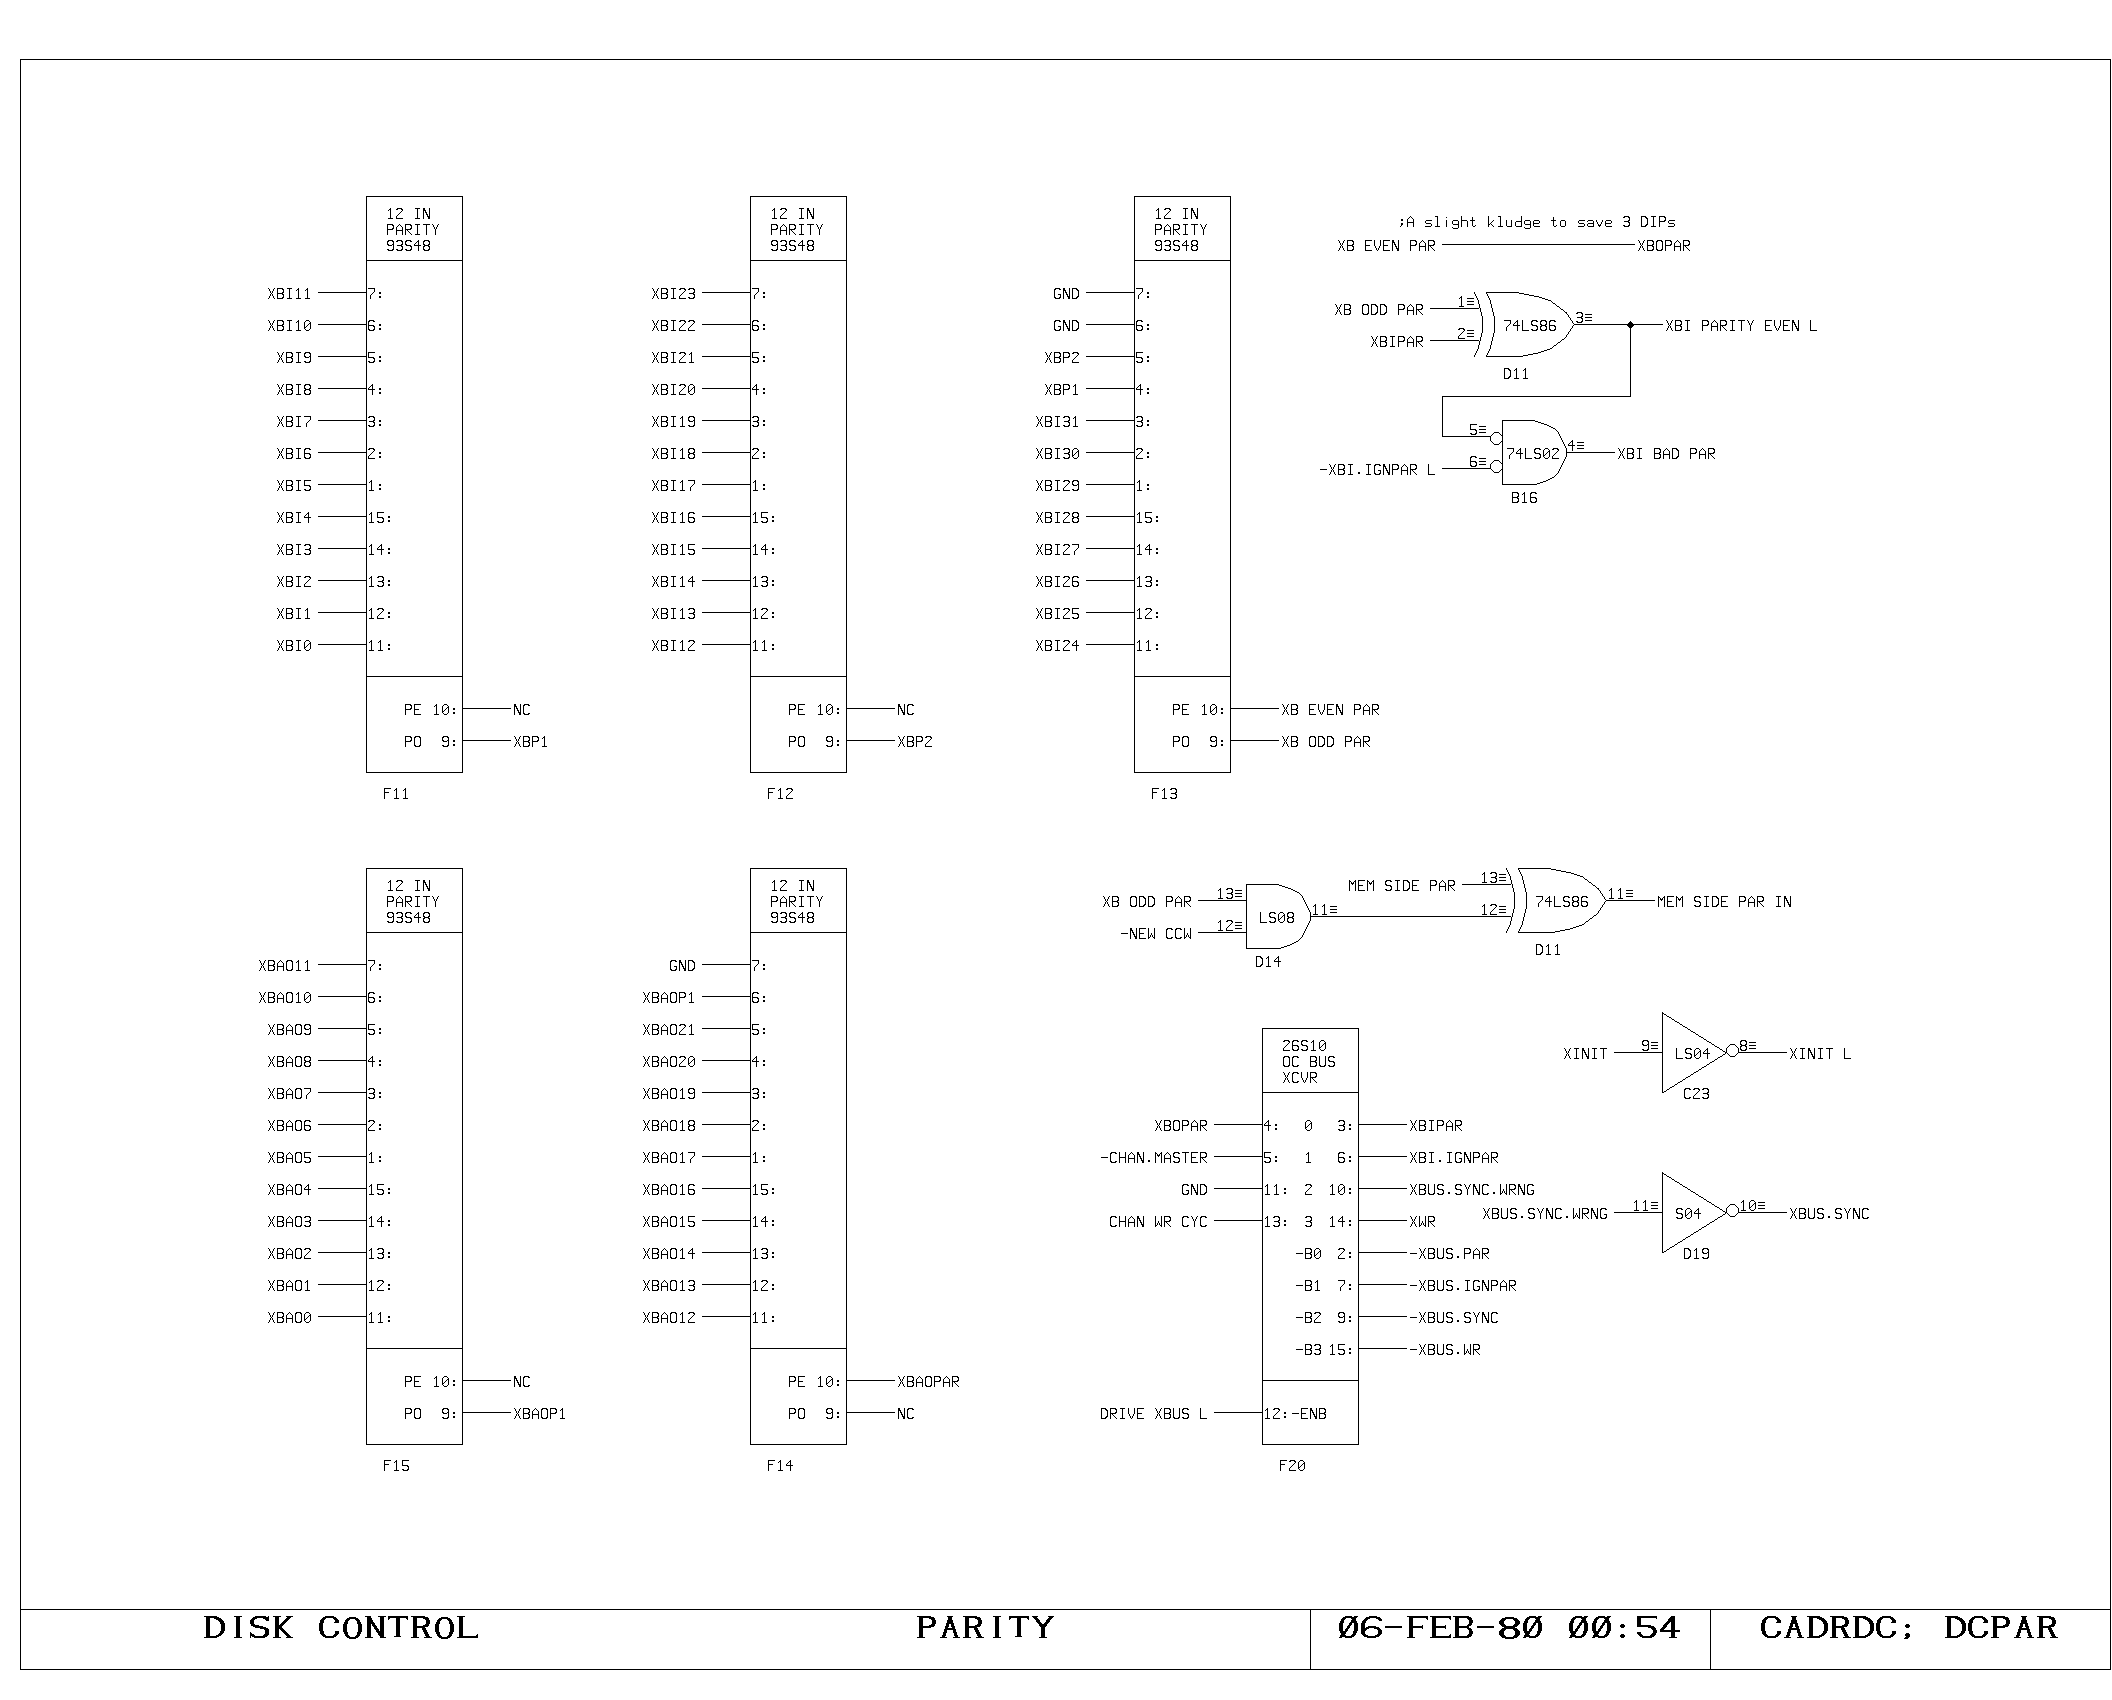 12 IN
PARITY
93S48
XBI11 7:
XBI10 6:
XBI9 5:
XBI8 4:
XBI7 3:
XBI6 2:
XBI5 1:
XBI4 15:
XBI3 14:
XBI2 13:
XBI1 12:
XBI0 11:
PE 10: NC
PO 9: XBP1
F11
12 IN
PARITY
93S48
XBI23 7:
XBI22 6:
XBI21 5:
XBI20 4:
XBI19 3:
XBI18 2:
XBI17 1:
XBI16 15:
XBI15 14:
XBI14 13:
XBI13 12:
XBI12 11:
PE 10: NC
PO 9: XBP2
F12
12 IN
PARITY
93S48
GND 7:
GND 6:
XBP2 5:
XBP1 4:
XBI31 3:
XBI30 2:
XBI29 1:
XBI28 15:
XBI27 14:
XBI26 13:
XBI25 12:
XBI24 11:
PE 10: XB EVEN PAR
PO 9: XB ODD PAR
F13
;A slight kludge to save 3 DIPs
XB EVEN PAR XBOPAR
XB ODD PAR 1≡
XBIPAR 2≡
74LS86 3≡ XBI PARITY EVEN L
D11
5≡
-XBI.IGNPAR L 6≡
74LS02 4≡ XBI BAD PAR
B16
12 IN
PARITY
93S48
XBAO11 7:
XBAO10 6:
XBAO9 5:
XBAO8 4:
XBAO7 3:
XBAO6 2:
XBAO5 1:
XBAO4 15:
XBAO3 14:
XBAO2 13:
XBAO1 12:
XBAO0 11:
PE 10: NC
PO 9: XBAOP1
F15
12 IN
PARITY
93S48
GND 7:
XBAOP1 6:
XBAO21 5:
XBAO20 4:
XBAO19 3:
XBAO18 2:
XBAO17 1:
XBAO16 15:
XBAO15 14:
XBAO14 13:
XBAO13 12:
XBAO12 11:
PE 10: XBAOPAR
PO 9: NC
F14
XB ODD PAR 13≡
-NEW CCW 12≡
LS08 11≡
D14
MEM SIDE PAR 13≡
12≡
74LS86 11≡ MEM SIDE PAR IN
D11
26S10
OC BUS
XCVR
XBOPAR 4: 0 3: XBIPAR
-CHAN.MASTER 5: 1 6: XBI.IGNPAR
GND 11: 2 10: XBUS.SYNC.WRNG
CHAN WR CYC 13: 3 14: XWR
-B0 2: -XBUS.PAR
-B1 7: -XBUS.IGNPAR
-B2 9: -XBUS.SYNC
-B3 15: -XBUS.WR
DRIVE XBUS L 12:-ENB
F20
XINIT 9≡ LS04 8≡ XINIT L
C23
XBUS.SYNC.WRNG 11≡ S04 10≡ XBUS.SYNC
D19
DISK CONTROL PARITY 06-FEB-80 00:54 CADRDC; DCPAR